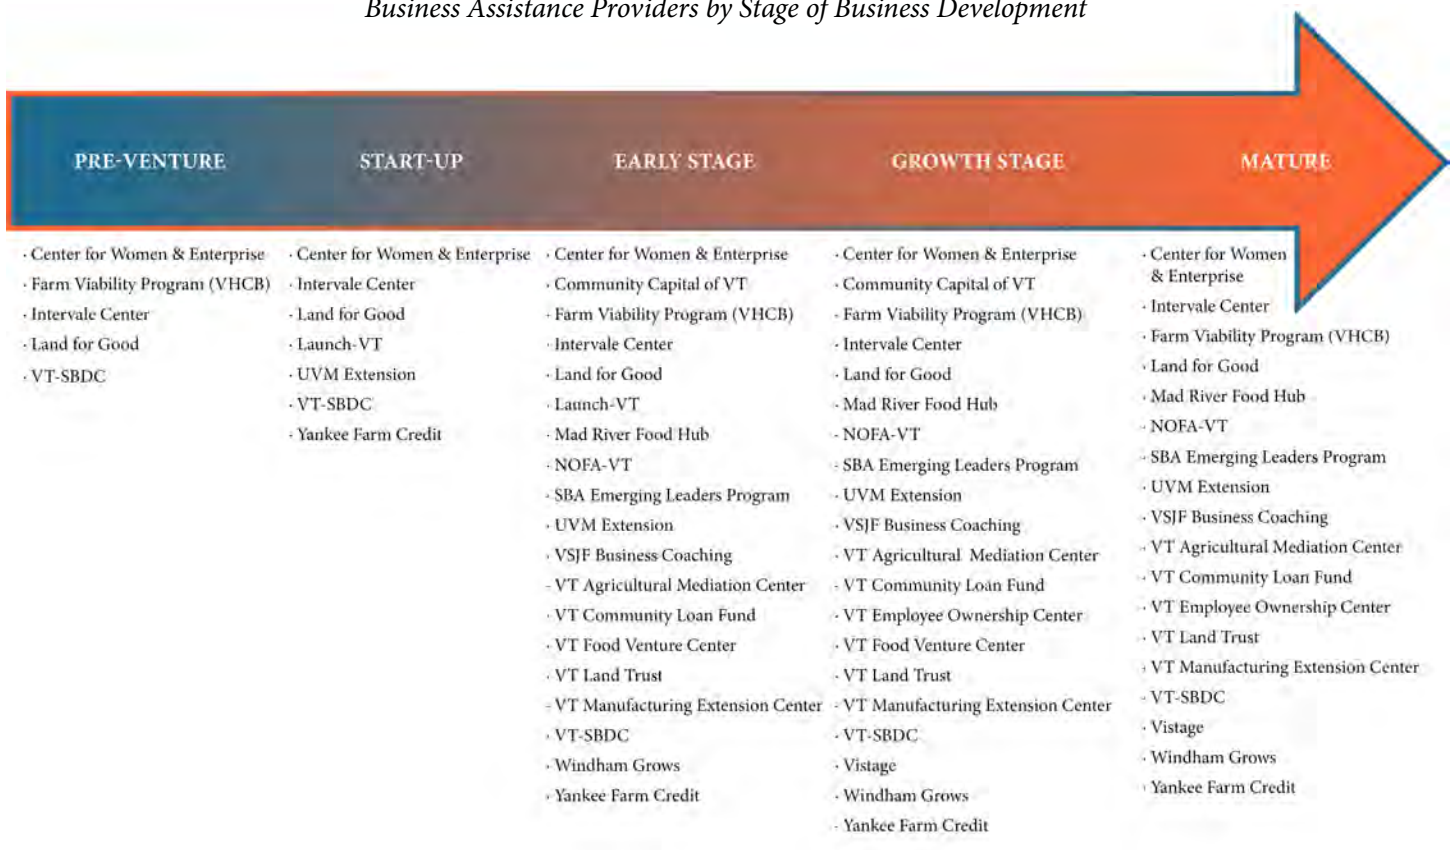 Business Assistance Providers by Stage of Business Development
PRE-VENTURE
START-UP
EARLY STAGE
GROWTH STAGE
MATURE
· Center for Women & Enterprise
· Farm Viability Program (VHCB)
· Intervale Center
· Land for Good
· VT-SBDC
· Center for Women & Enterprise
· Intervale Center
· Land for Good
· Launch-VT
· UVM Extension
· VT-SBDC
· Yankee Farm Credit
· Center for Women & Enterprise
· Community Capital of VT
· Farm Viability Program (VHCB)
· Intervale Center
· Land for Good
· Launch-VT
· Mad River Food Hub
· NOFA-VT
· SBA Emerging Leaders Program
· UVM Extension
· VSJF Business Coaching
· VT Agricultural Mediation Center
· VT Community Loan Fund
· VT Food Venture Center
· VT Land Trust
· VT Manufacturing Extension Center
· VT-SBDC
· Windham Grows
· Yankee Farm Credit
· Center for Women & Enterprise
· Community Capital of VT
· Farm Viability Program (VHCB)
· Intervale Center
· Land for Good
· Mad River Food Hub
· NOFA-VT
· SBA Emerging Leaders Program
· UVM Extension
· VSJF Business Coaching
· VT Agricultural Mediation Center
· VT Community Loan Fund
· VT Employee Ownership Center
· VT Food Venture Center
· VT Land Trust
· VT Manufacturing Extension Center
· VT-SBDC
· Vistage
· Windham Grows
· Yankee Farm Credit
· Center for Women
& Enterprise
· Intervale Center
· Farm Viability Program (VHCB)
· Land for Good
· Mad River Food Hub
· NOFA-VT
· SBA Emerging Leaders Program
· UVM Extension
· VSJF Business Coaching
· VT Agricultural Mediation Center
· VT Community Loan Fund
· VT Employee Ownership Center
· VT Land Trust
· VT Manufacturing Extension Center
· VT-SBDC
· Vistage
· Windham Grows
· Yankee Farm Credit